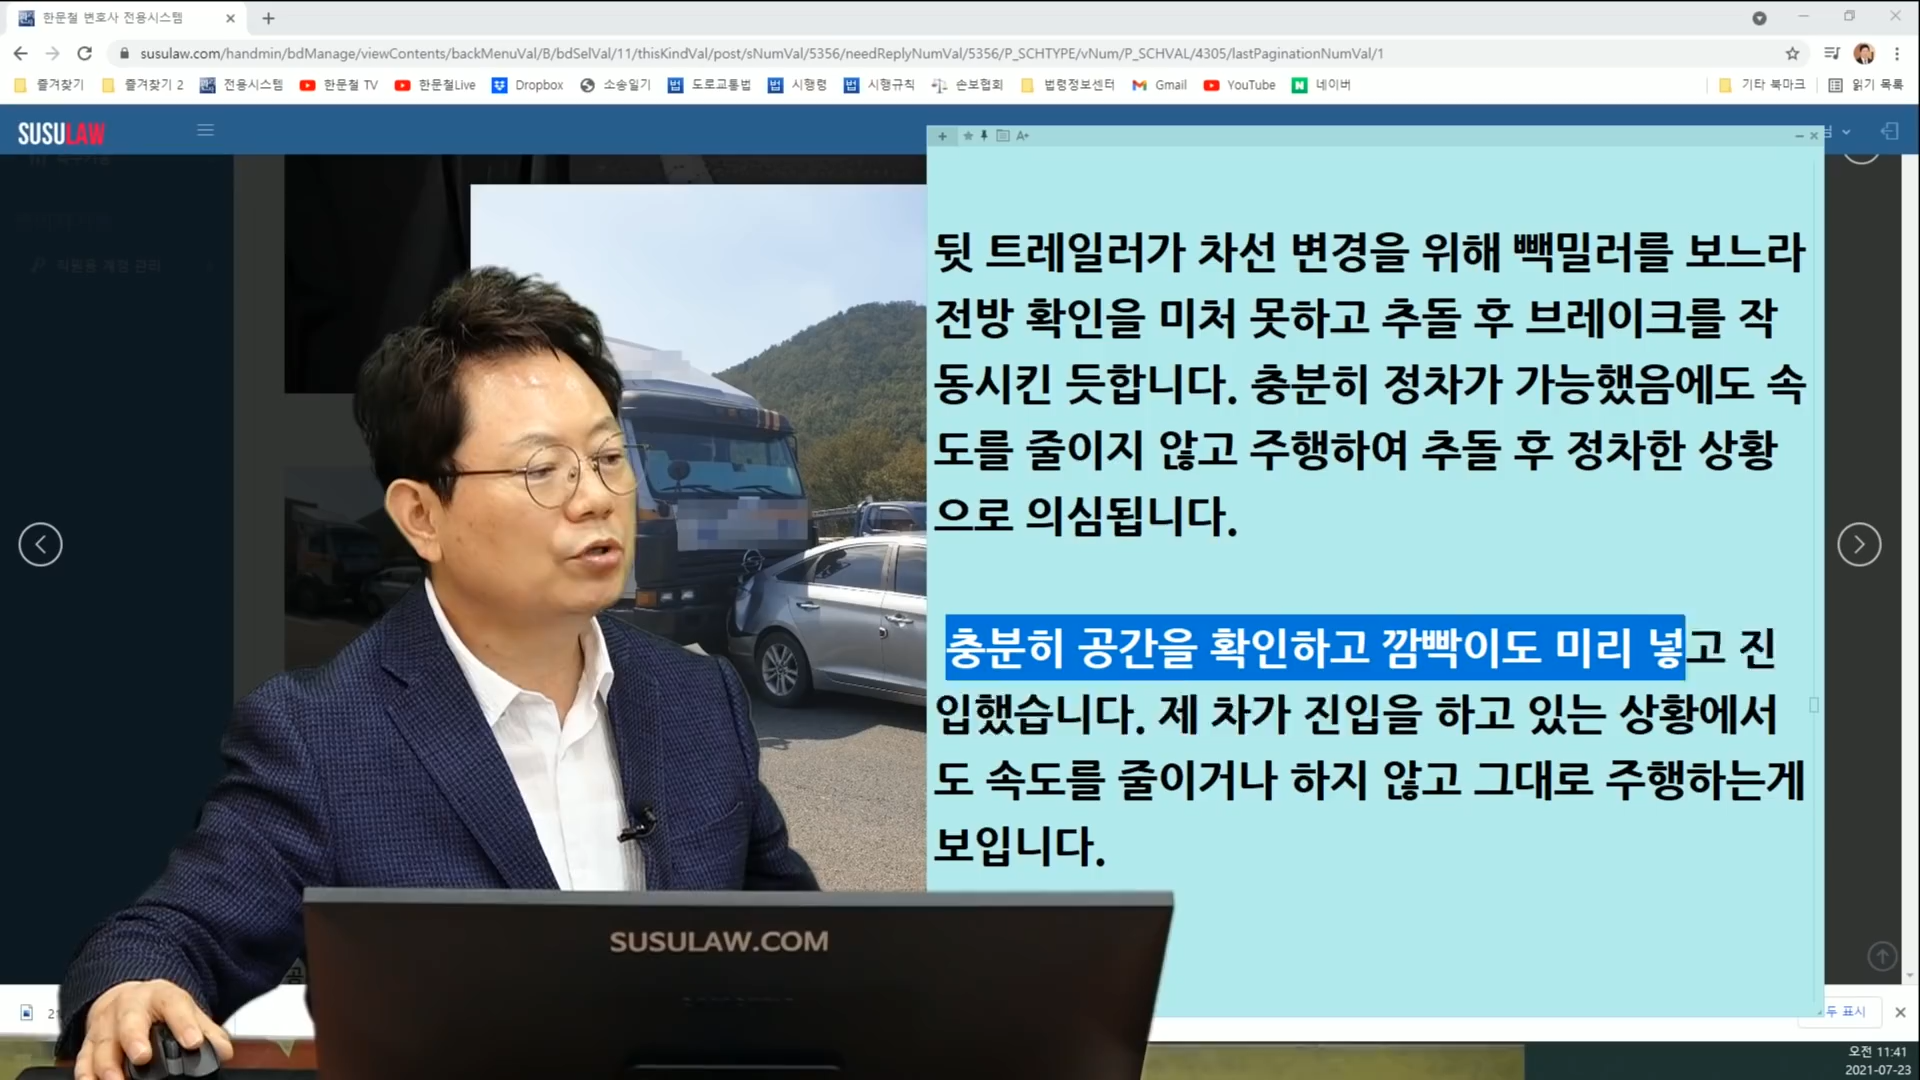 한문철 변호사 전용시스템
susulaw.com/handmin/bdManage/viewContents/backMenuVal/B/bdSelVal/11/thisKindVal/post/sNumVal/5356/needReplyNumVal/5356/P_SCHTYPE/vNum/P_SCHVAL/4305/lastPaginationNumVal/1
즐겨찾기 즐겨찾기 2 전용시스템 한문철 TV 한문철Live Dropbox 소송일기 법 도로교통법 법 시행령 법 시행규칙 손보협회 법령정보센터 Gmail YouTube N 네이버 기타 북마크 읽기 목록
SUSULAW
직원용 계정 관리
뒷 트레일러가 차선 변경을 위해 빽밀러를 보느라
전방 확인을 미처 못하고 추돌 후 브레이크를 작
동시킨 듯합니다. 충분히 정차가 가능했음에도 속
도를 줄이지 않고 주행하여 추돌 후 정차한 상황
으로 의심됩니다.
충분히 공간을 확인하고 깜빡이도 미리 넣고 진
입했습니다. 제 차가 진입을 하고 있는 상황에서
도 속도를 줄이거나 하지 않고 그대로 주행하는게
보입니다.
SUSULAW.COM
두 표시
오전 11:41
2021-07-23